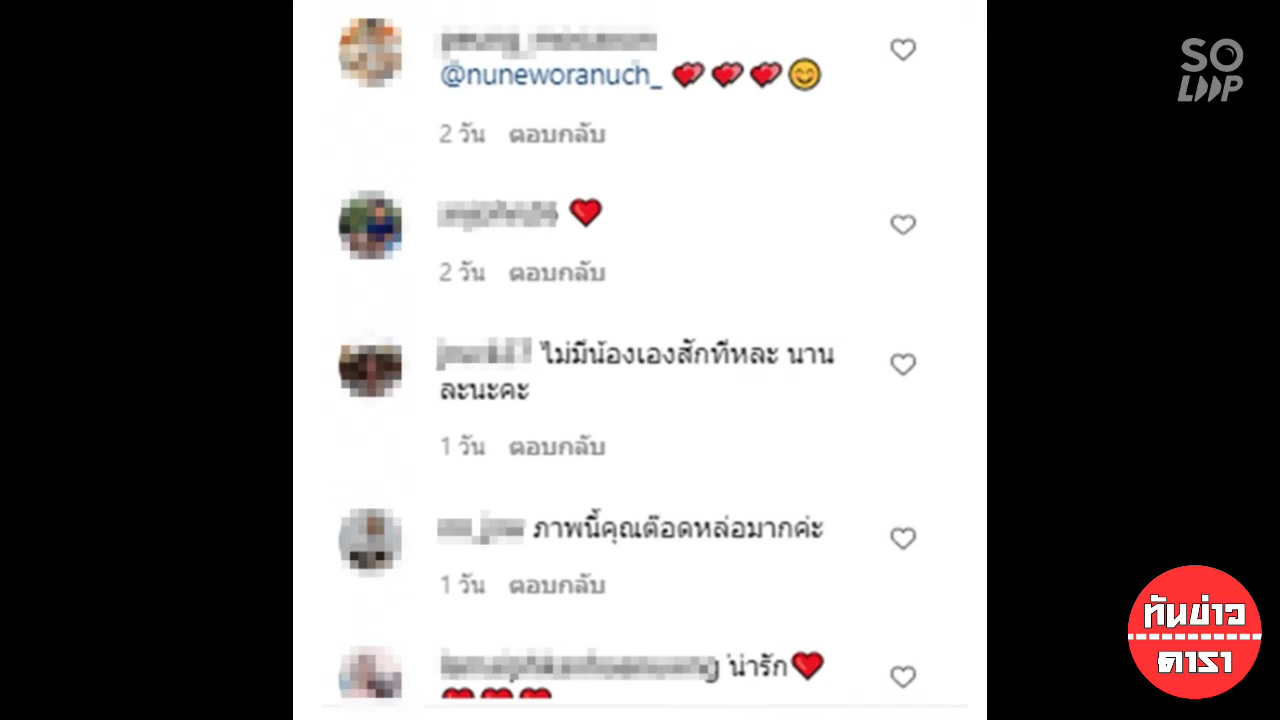 @nuneworanuch_ 💕💕💕😊
2 วัน ตอบกลับ
❤
2 วัน ตอบกลับ
ไม่มีน้องเองสักทีหละ นาน
ละนะคะ
1 วัน ตอบกลับ
ภาพนี้คุณต๊อดหล่อมากค่ะ
1 วัน ตอบกลับ
น่ารัก❤
❤❤❤
SO
LOOP
ทันข่าว
ดารา